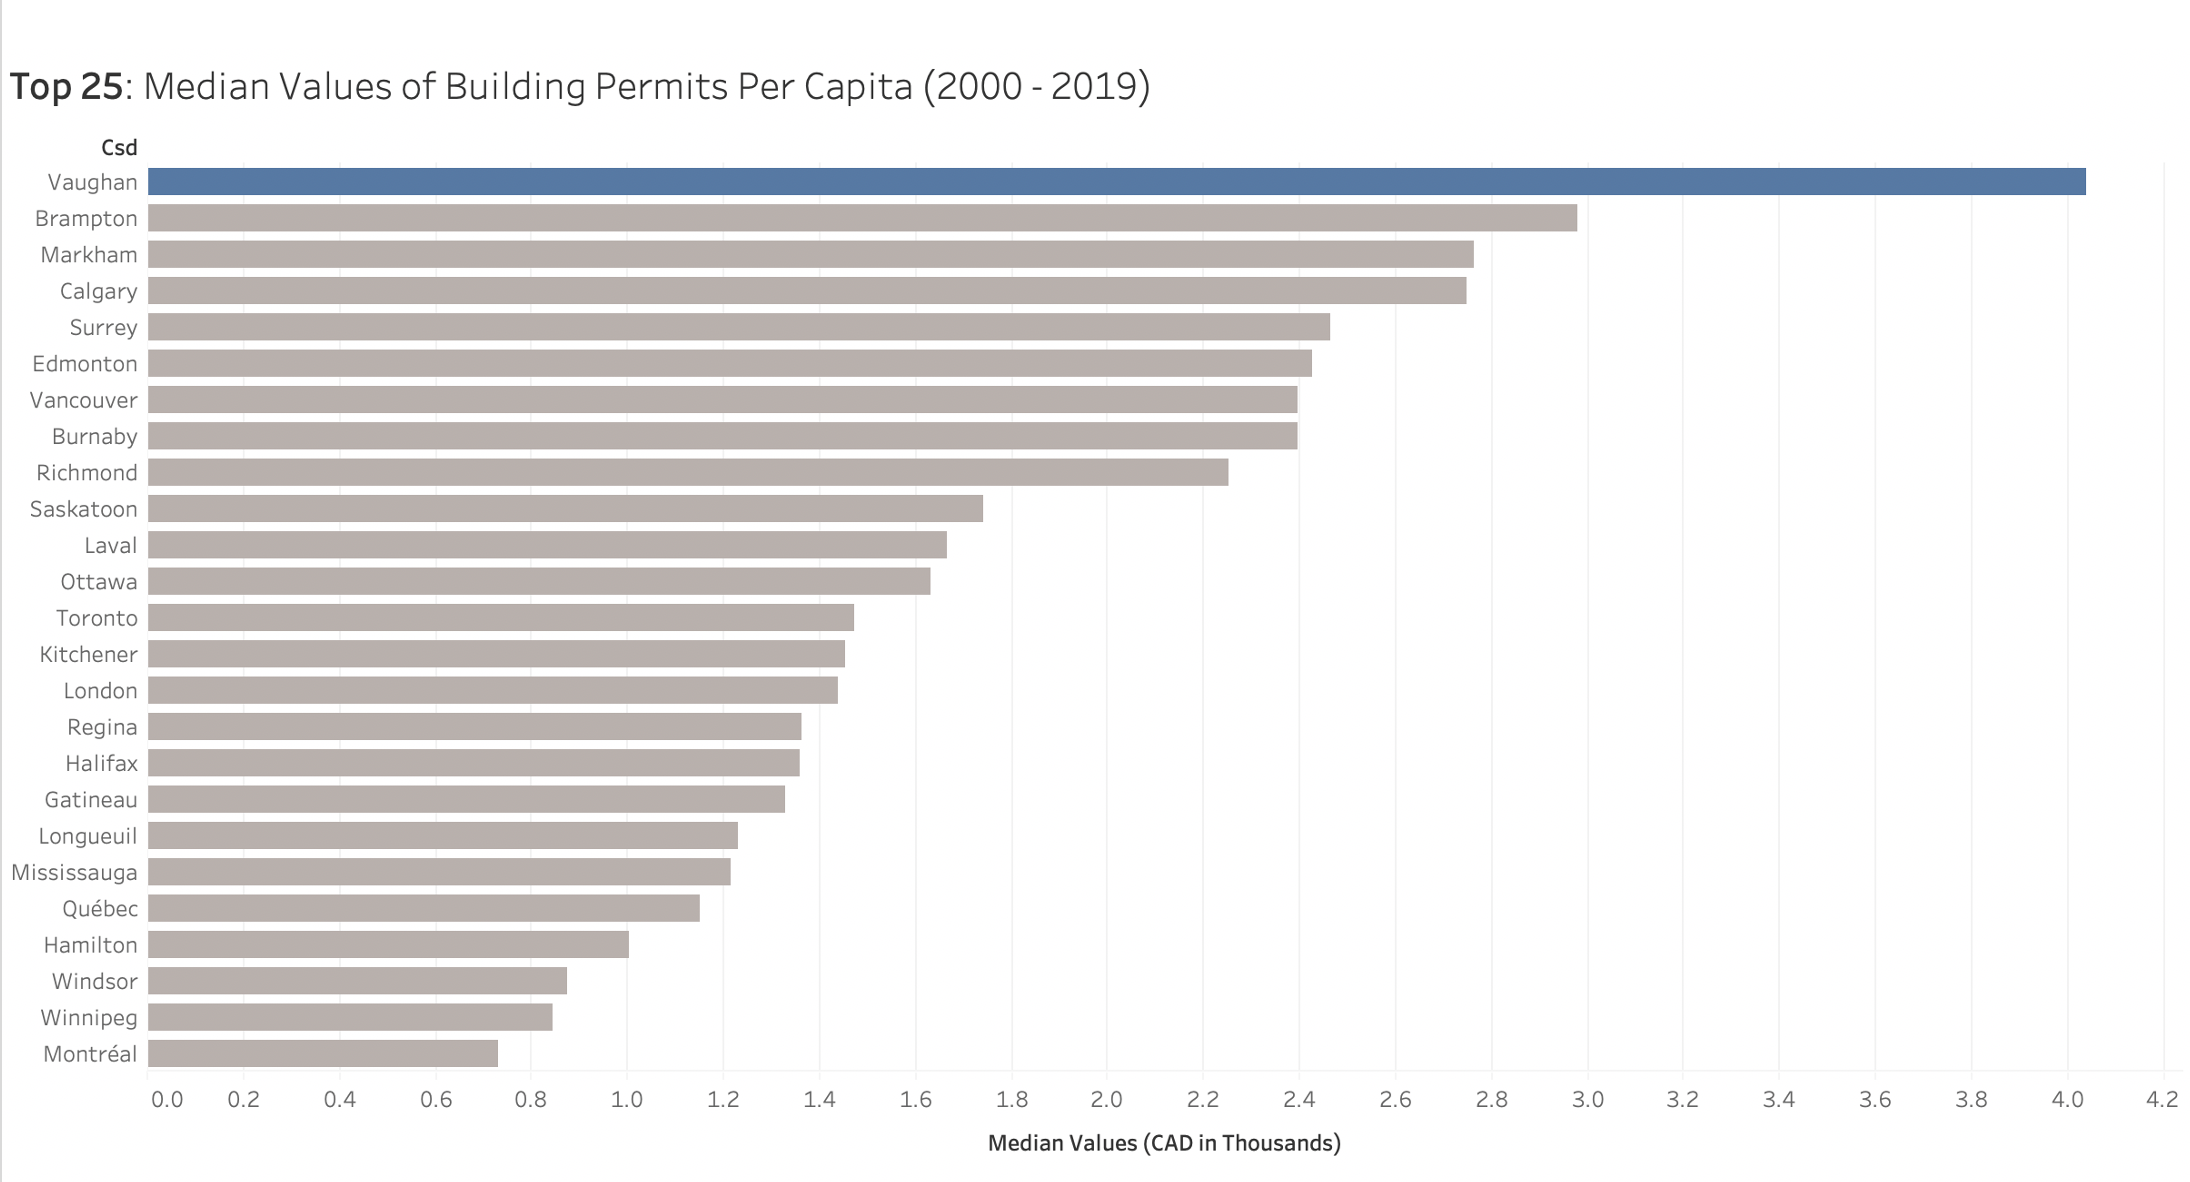 Top 25: Median Values of Building Permits Per Capita (2000 - 2019)
Csd
Vaughan
Brampton
Markham
Calgary
Surrey
Edmonton
Vancouver
Burnaby
Richmond
Saskatoon
Laval
Ottawa
Toronto
Kitchener
London
Regina
Halifax
Gatineau
Longueuil
Mississauga
Québec
Hamilton
Windsor
Winnipeg
Montréal
0.0 0.2 0.4 0.6 0.8 1.0 1.2 1.4 1.6 1.8 2.0 2.2 2.4 2.6 2.8 3.0 3.2 3.4 3.6 3.8 4.0 4.2
Median Values (CAD in Thousands)